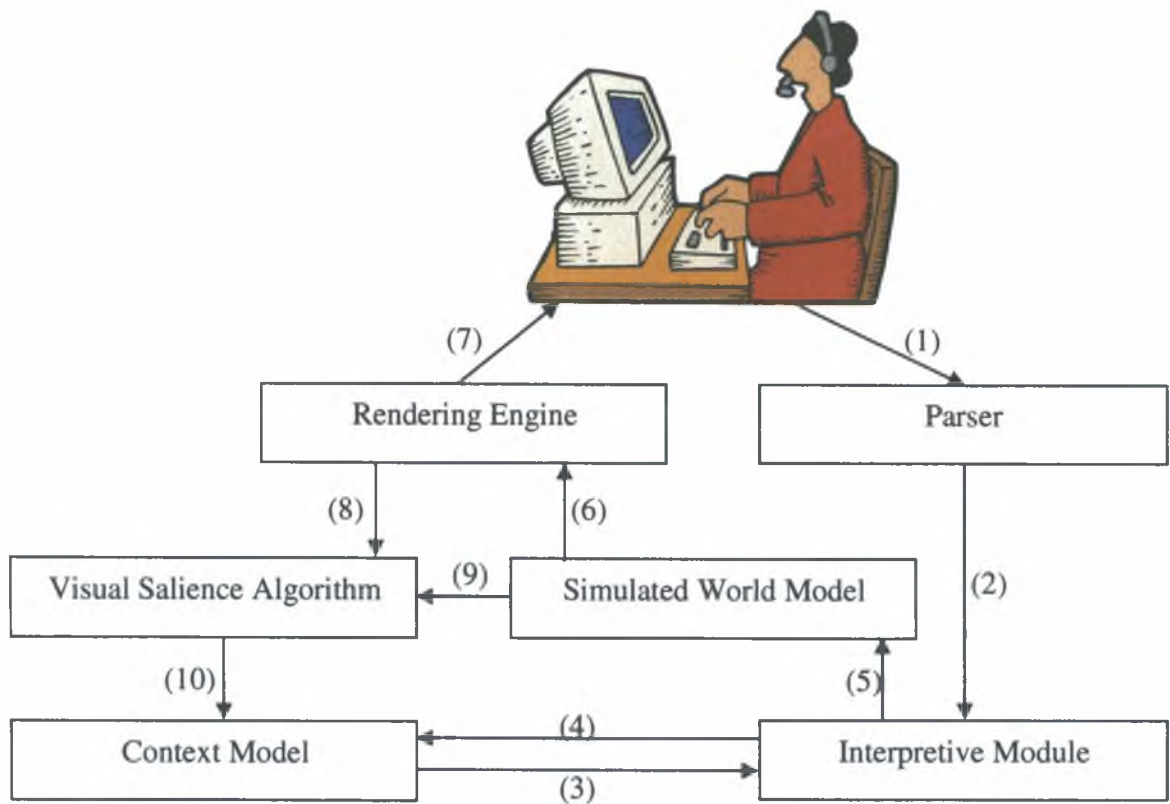 (7)
(1)
Rendering Engine
Parser
(8)
(6)
(2)
Visual Salience Algorithm
(9)
Simulated World Model
(10)
(5)
(4)
Context Model
Interpretive Module
(3)